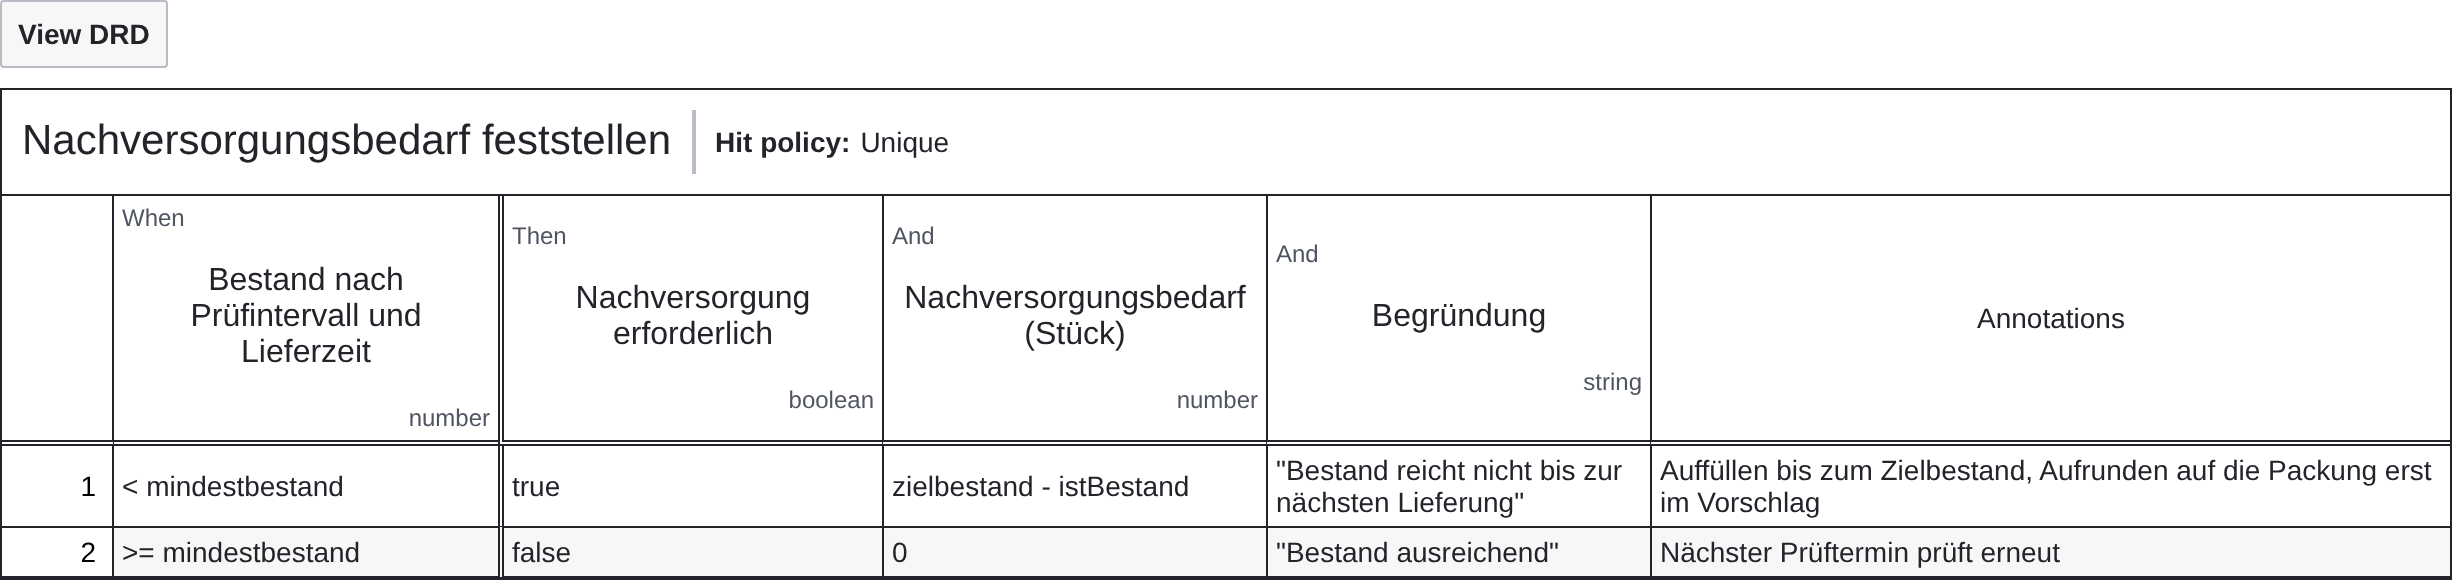 View DRD
Nachversorgungsbedarf feststellen
Hit policy: Unique
When
Bestand nach
Prüfintervall und
Lieferzeit
number
Then
Nachversorgung
erforderlich
boolean
And
Nachversorgungsbedarf
(Stück)
number
And
Begründung
string
Annotations
1
< mindestbestand
true
zielbestand - istBestand
"Bestand reicht nicht bis zur
nächsten Lieferung"
Auffüllen bis zum Zielbestand, Aufrunden auf die Packung erst
im Vorschlag
2
>= mindestbestand
false
0
"Bestand ausreichend"
Nächster Prüftermin prüft erneut